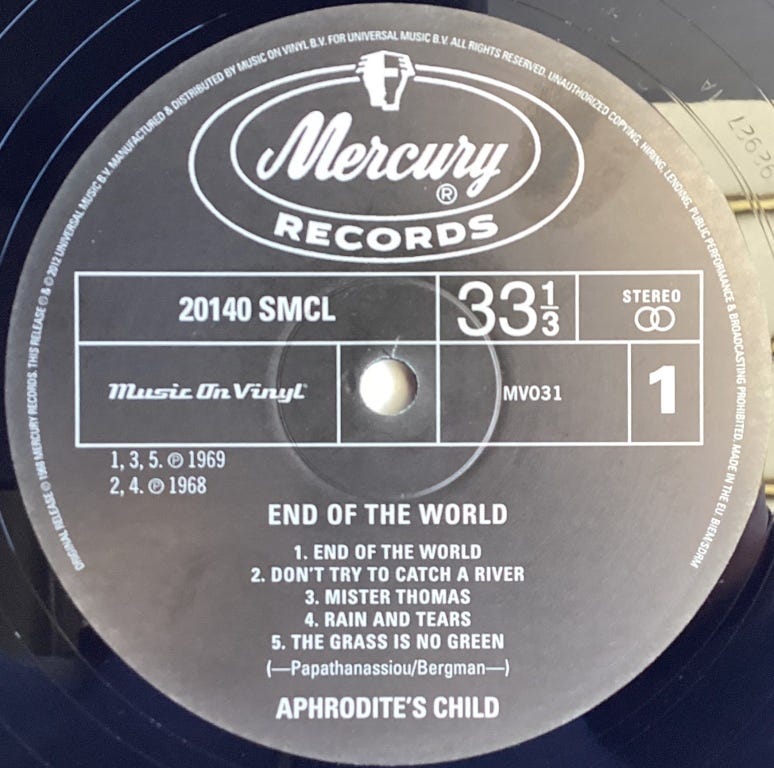 ORIGINAL RELEASE ℗ 1968 MERCURY RECORDS. THIS RELEASE ℗ & © 2012 UNIVERSAL MUSIC B.V. MANUFACTURED & DISTRIBUTED BY MUSIC ON VINYL B.V. FOR UNIVERSAL MUSIC B.V. ALL RIGHTS RESERVED. UNAUTHORIZED COPYING, HIRING, LENDING, PUBLIC PERFORMANCE & BROADCASTING PROHIBITED. MADE IN THE EU. BIEM/SDRM
Mercury ®
RECORDS
20140 SMCL
33 1/3
STEREO
Music On Vinyl
MV031
1
1, 3, 5. ℗ 1969
2, 4. ℗ 1968
END OF THE WORLD
1. END OF THE WORLD
2. DON'T TRY TO CATCH A RIVER
3. MISTER THOMAS
4. RAIN AND TEARS
5. THE GRASS IS NO GREEN
(—Papathanassiou/Bergman—)
APHRODITE'S CHILD